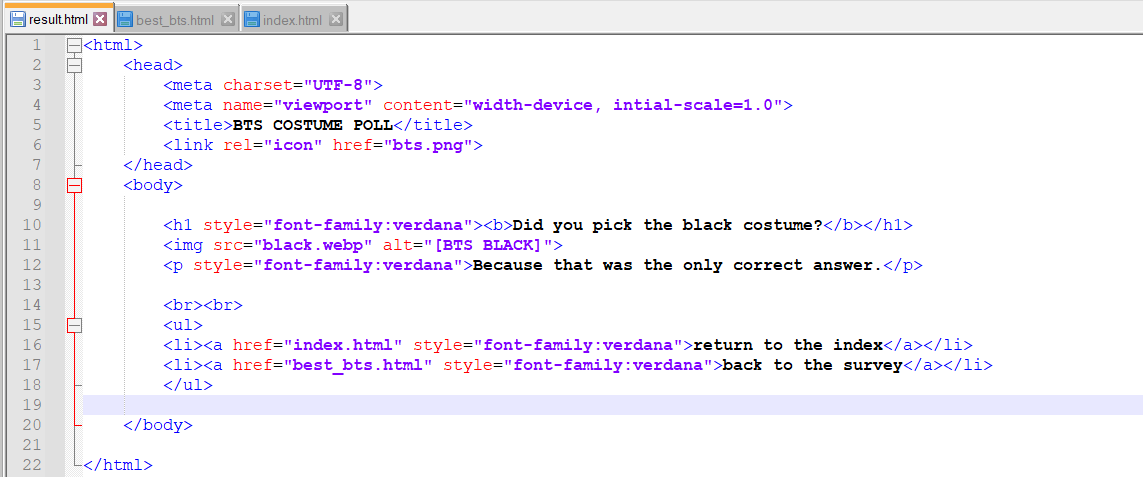 result.html best_bts.html index.html
1 <html>
2 <head>
3 <meta charset="UTF-8">
4 <meta name="viewport" content="width-device, intial-scale=1.0">
5 <title>BTS COSTUME POLL</title>
6 <link rel="icon" href="bts.png">
7 </head>
8 <body>
9
10 <h1 style="font-family:verdana"><b>Did you pick the black costume?</b></h1>
11 <img src="black.webp" alt="[BTS BLACK]">
12 <p style="font-family:verdana">Because that was the only correct answer.</p>
13
14 <br><br>
15 <ul>
16 <li><a href="index.html" style="font-family:verdana">return to the index</a></li>
17 <li><a href="best_bts.html" style="font-family:verdana">back to the survey</a></li>
18 </ul>
19
20 </body>
21
22 </html>